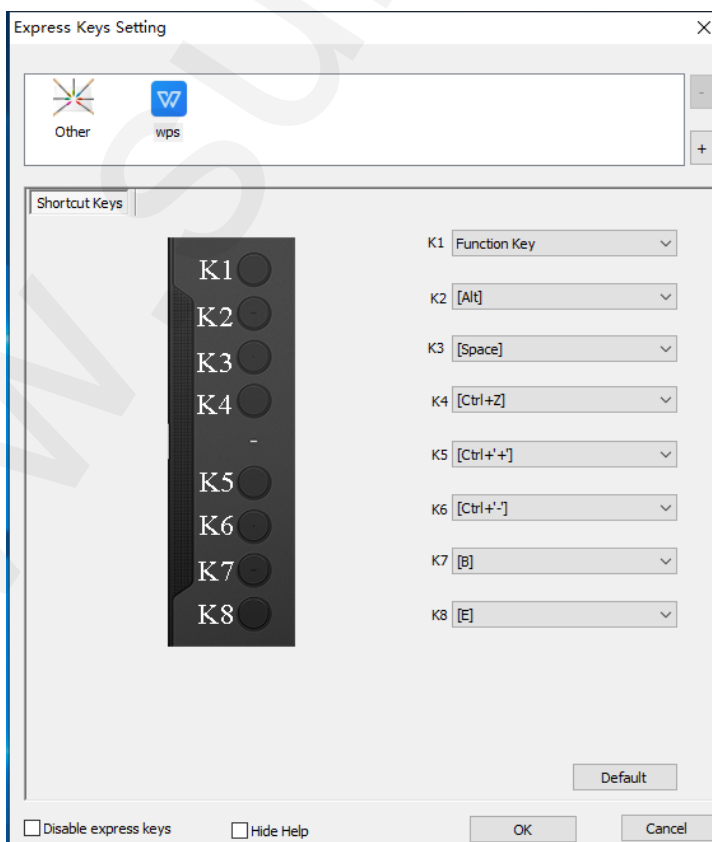 Express Keys Setting
Other
wps
-
+
Shortcut Keys
K1
K2
K3
K4
-
K5
K6
K7
K8
K1 Function Key
K2 [Alt]
K3 [Space]
K4 [Ctrl+Z]
K5 [Ctrl+'+']
K6 [Ctrl+'-']
K7 [B]
K8 [E]
Default
Disable express keys
Hide Help
OK
Cancel